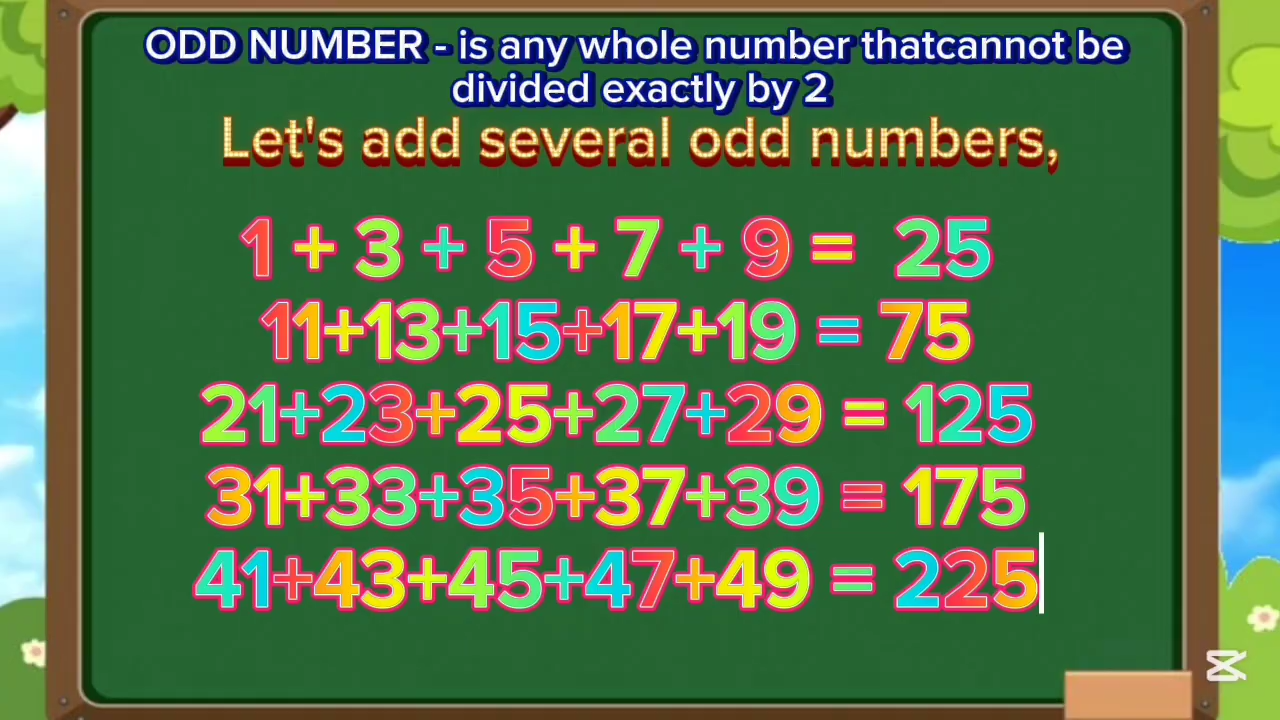 ODD NUMBER - is any whole number thatcannot be
divided exactly by 2
Let's add several odd numbers,
1 + 3 + 5 + 7 + 9 = 25
11+13+15+17+19 = 75
21+23+25+27+29 = 125
31+33+35+37+39 = 175
41+43+45+47+49 = 225